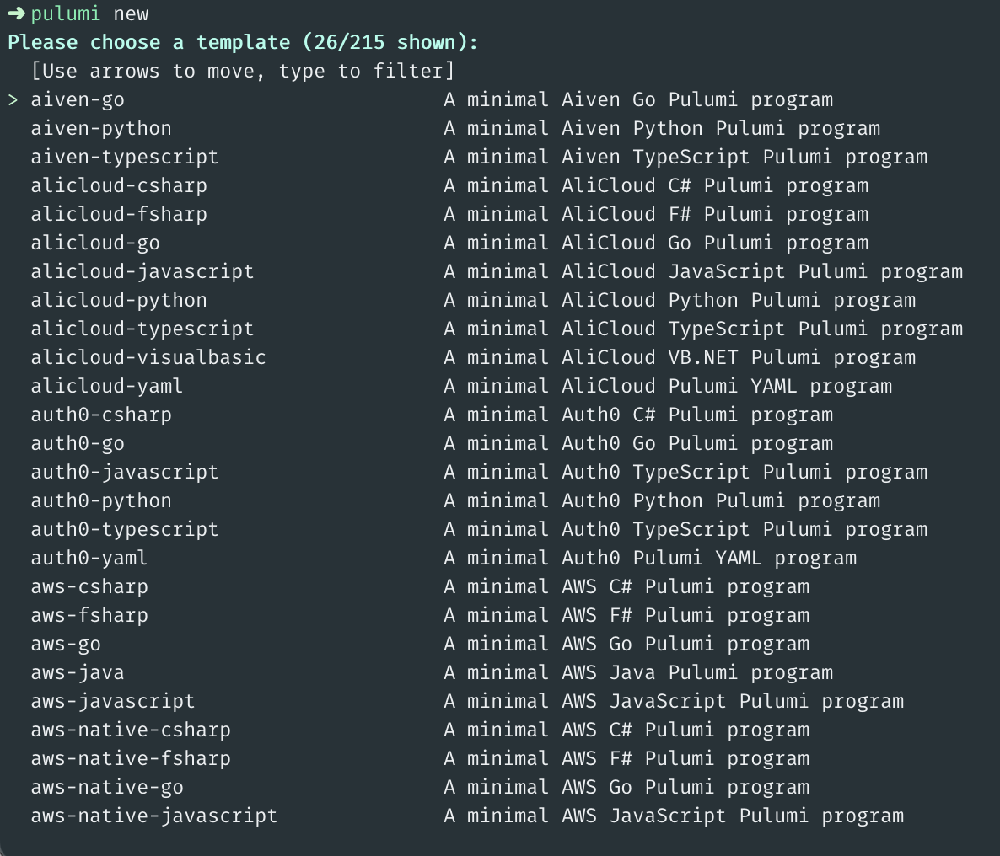 ➜ pulumi new
Please choose a template (26/215 shown):
  [Use arrows to move, type to filter]
> aiven-go                           A minimal Aiven Go Pulumi program
  aiven-python                       A minimal Aiven Python Pulumi program
  aiven-typescript                   A minimal Aiven TypeScript Pulumi program
  alicloud-csharp                    A minimal AliCloud C# Pulumi program
  alicloud-fsharp                    A minimal AliCloud F# Pulumi program
  alicloud-go                        A minimal AliCloud Go Pulumi program
  alicloud-javascript                A minimal AliCloud JavaScript Pulumi program
  alicloud-python                    A minimal AliCloud Python Pulumi program
  alicloud-typescript                A minimal AliCloud TypeScript Pulumi program
  alicloud-visualbasic               A minimal AliCloud VB.NET Pulumi program
  alicloud-yaml                      A minimal AliCloud Pulumi YAML program
  auth0-csharp                       A minimal Auth0 C# Pulumi program
  auth0-go                           A minimal Auth0 Go Pulumi program
  auth0-javascript                   A minimal Auth0 TypeScript Pulumi program
  auth0-python                       A minimal Auth0 Python Pulumi program
  auth0-typescript                   A minimal Auth0 TypeScript Pulumi program
  auth0-yaml                         A minimal Auth0 Pulumi YAML program
  aws-csharp                         A minimal AWS C# Pulumi program
  aws-fsharp                         A minimal AWS F# Pulumi program
  aws-go                             A minimal AWS Go Pulumi program
  aws-java                           A minimal AWS Java Pulumi program
  aws-javascript                     A minimal AWS JavaScript Pulumi program
  aws-native-csharp                  A minimal AWS C# Pulumi program
  aws-native-fsharp                  A minimal AWS F# Pulumi program
  aws-native-go                      A minimal AWS Go Pulumi program
  aws-native-javascript              A minimal AWS JavaScript Pulumi program